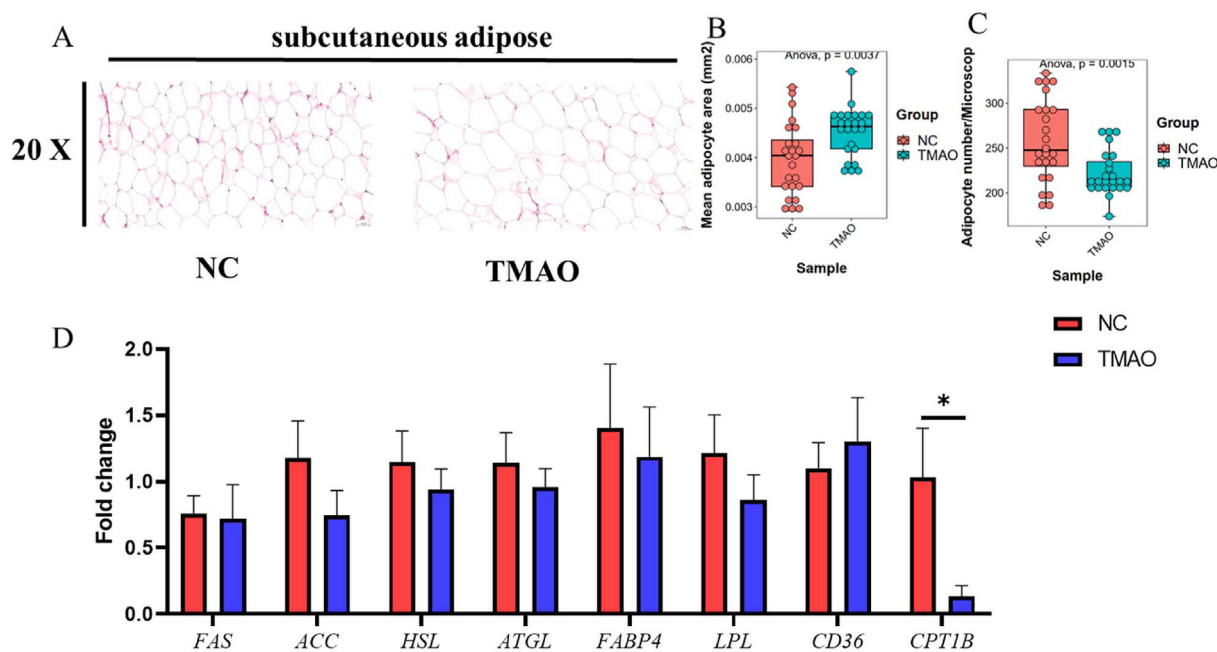 A
subcutaneous adipose
20 X
NC
TMAO
B
Anova, p = 0.0037
Mean adipocyte area (mm2)
0.006
0.005
0.004
0.003
NC
TMAO
Sample
Group
NC
TMAO
C
Anova, p = 0.0015
Adipocyte number/Microscop
300
250
200
NC
TMAO
Sample
Group
NC
TMAO
D
NC
TMAO
Fold change
2.0
1.5
1.0
0.5
0.0
*
FAS ACC HSL ATGL FABP4 LPL CD36 CPT1B